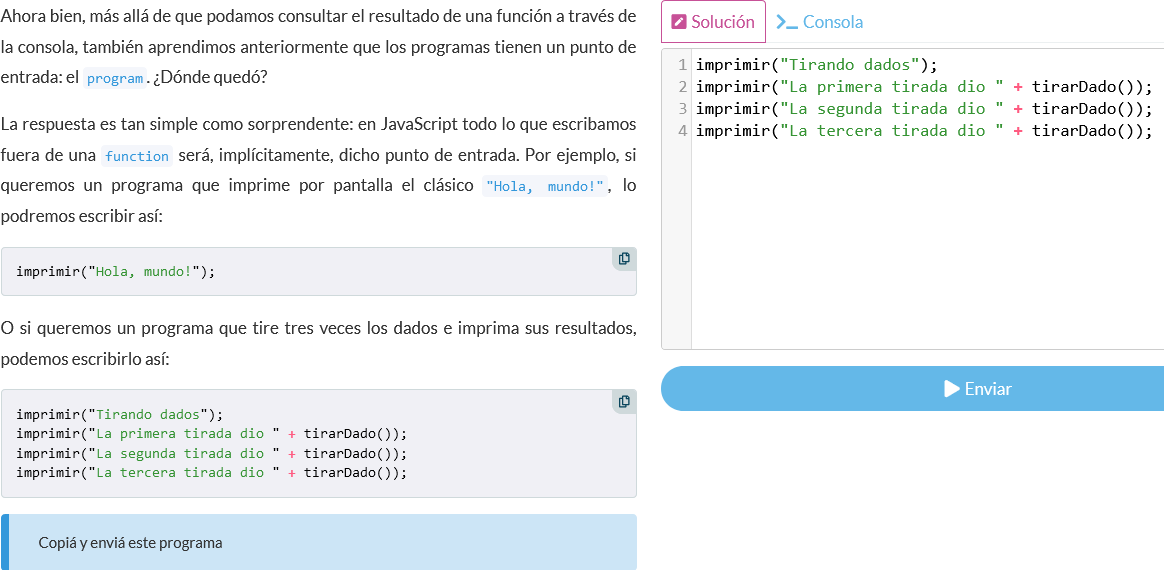 Ahora bien, más allá de que podamos consultar el resultado de una función a través de
la consola, también aprendimos anteriormente que los programas tienen un punto de
entrada: el program. ¿Dónde quedó?
La respuesta es tan simple como sorprendente: en JavaScript todo lo que escribamos
fuera de una function será, implícitamente, dicho punto de entrada. Por ejemplo, si
queremos un programa que imprime por pantalla el clásico "Hola, mundo!", lo
podremos escribir así:
imprimir("Hola, mundo!");
O si queremos un programa que tire tres veces los dados e imprima sus resultados,
podemos escribirlo así:
imprimir("Tirando dados");
imprimir("La primera tirada dio " + tirarDado());
imprimir("La segunda tirada dio " + tirarDado());
imprimir("La tercera tirada dio " + tirarDado());
Copiá y enviá este programa
Solución
Consola
1 imprimir("Tirando dados");
2 imprimir("La primera tirada dio " + tirarDado());
3 imprimir("La segunda tirada dio " + tirarDado());
4 imprimir("La tercera tirada dio " + tirarDado());
Enviar